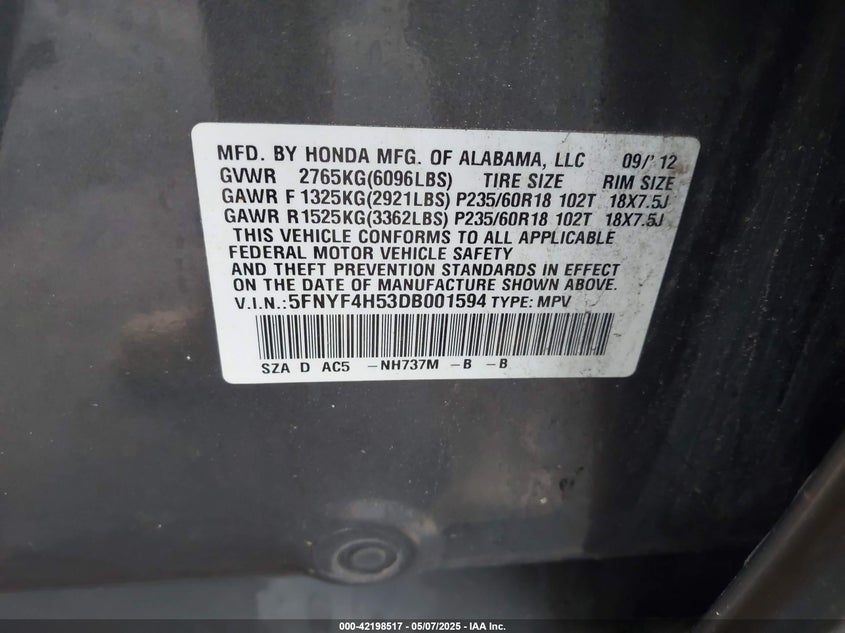 MFD. BY HONDA MFG. OF ALABAMA, LLC 09/'12
GVWR 2765KG(6096LBS) TIRE SIZE RIM SIZE
GAWR F 1325KG(2921LBS) P235/60R18 102T 18X7.5J
GAWR R1525KG(3362LBS) P235/60R18 102T 18X7.5J
THIS VEHICLE CONFORMS TO ALL APPLICABLE
FEDERAL MOTOR VEHICLE SAFETY
AND THEFT PREVENTION STANDARDS IN EFFECT
ON THE DATE OF MANUFACTURE SHOWN ABOVE.
V.I.N.:5FNYF4H53DB001594 TYPE: MPV
SZA D AC5 -NH737M -B -B
000-42198517 - 05/07/2025 - IAA Inc.